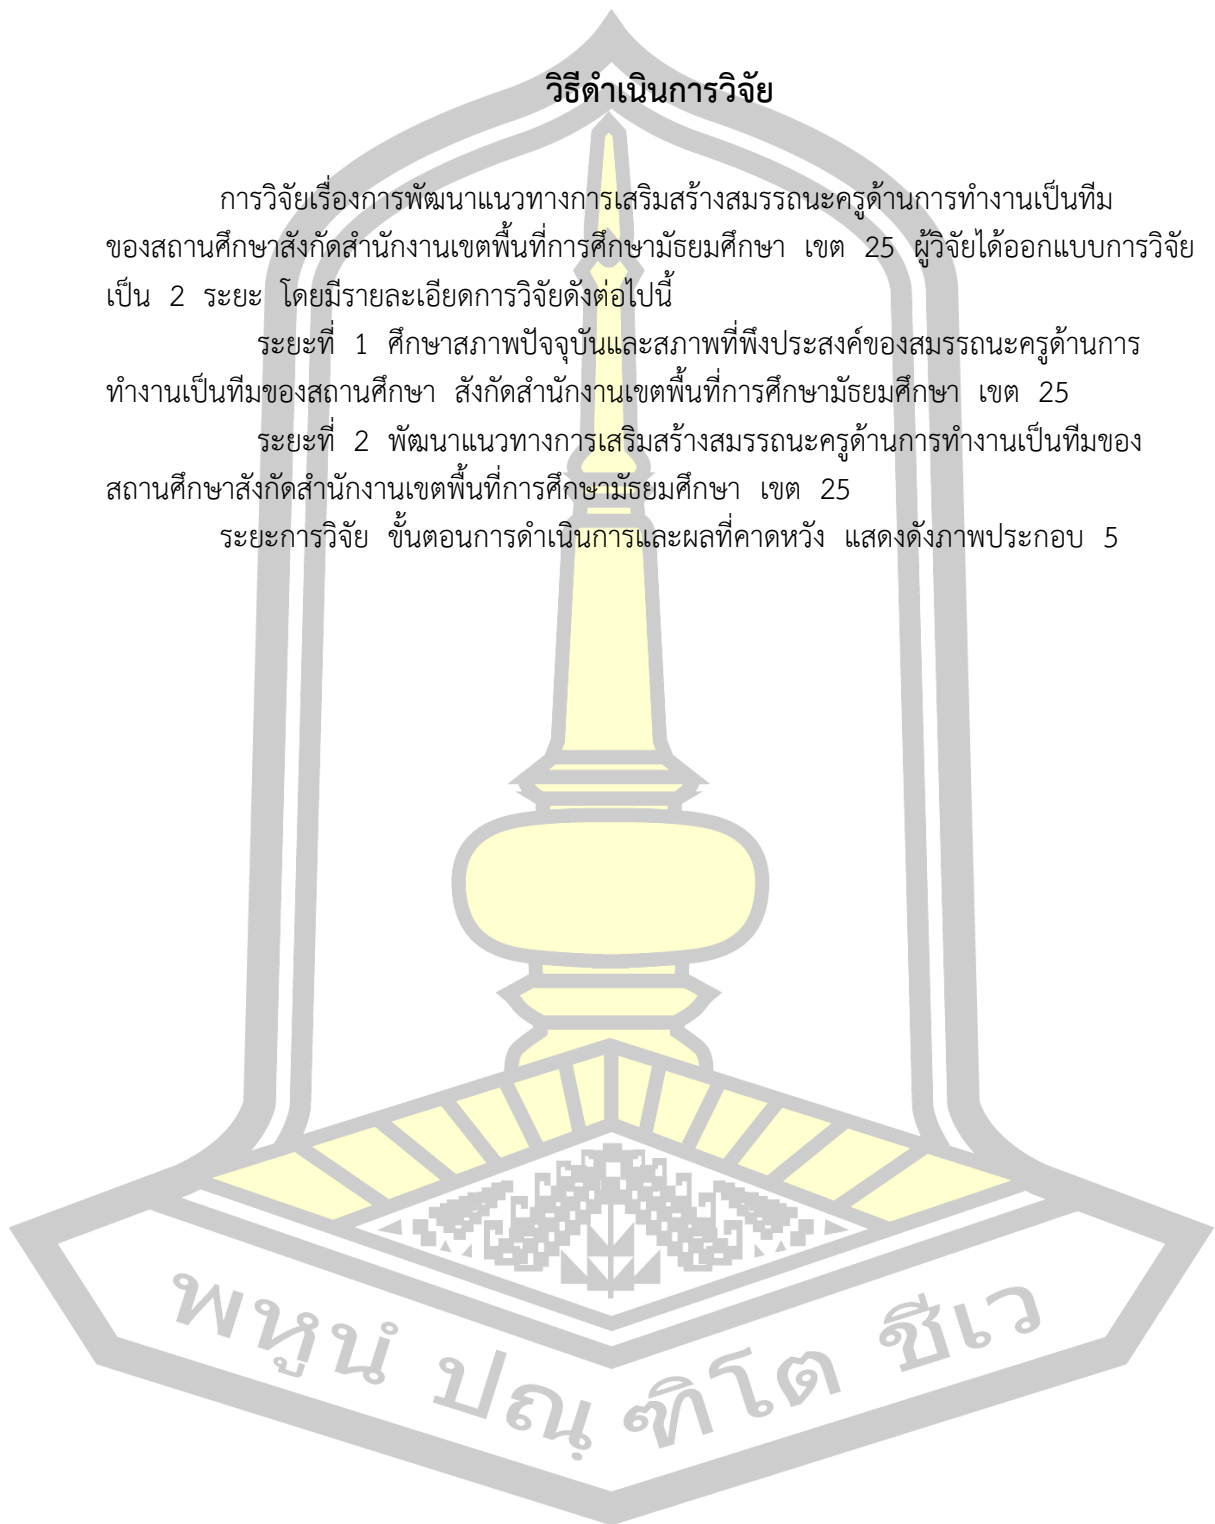 วิธีดำเนินการวิจัย
การวิจัยเรื่องการพัฒนาแนวทางการเสริมสร้างสมรรถนะครูด้านการทำงานเป็นทีม
ของสถานศึกษาสังกัดสำนักงานเขตพื้นที่การศึกษามัธยมศึกษา เขต 25 ผู้วิจัยได้ออกแบบการวิจัย
เป็น 2 ระยะ โดยมีรายละเอียดการวิจัยดังต่อไปนี้
ระยะที่ 1 ศึกษาสภาพปัจจุบันและสภาพที่พึงประสงค์ของสมรรถนะครูด้านการ
ทำงานเป็นทีมของสถานศึกษา สังกัดสำนักงานเขตพื้นที่การศึกษามัธยมศึกษา เขต 25
ระยะที่ 2 พัฒนาแนวทางการเสริมสร้างสมรรถนะครูด้านการทำงานเป็นทีมของ
สถานศึกษาสังกัดสำนักงานเขตพื้นที่การศึกษามัธยมศึกษา เขต 25
ระยะการวิจัย ขั้นตอนการดำเนินการและผลที่คาดหวัง แสดงดังภาพประกอบ 5
พหูนํ ปณฺ ฑิโต ชีเว